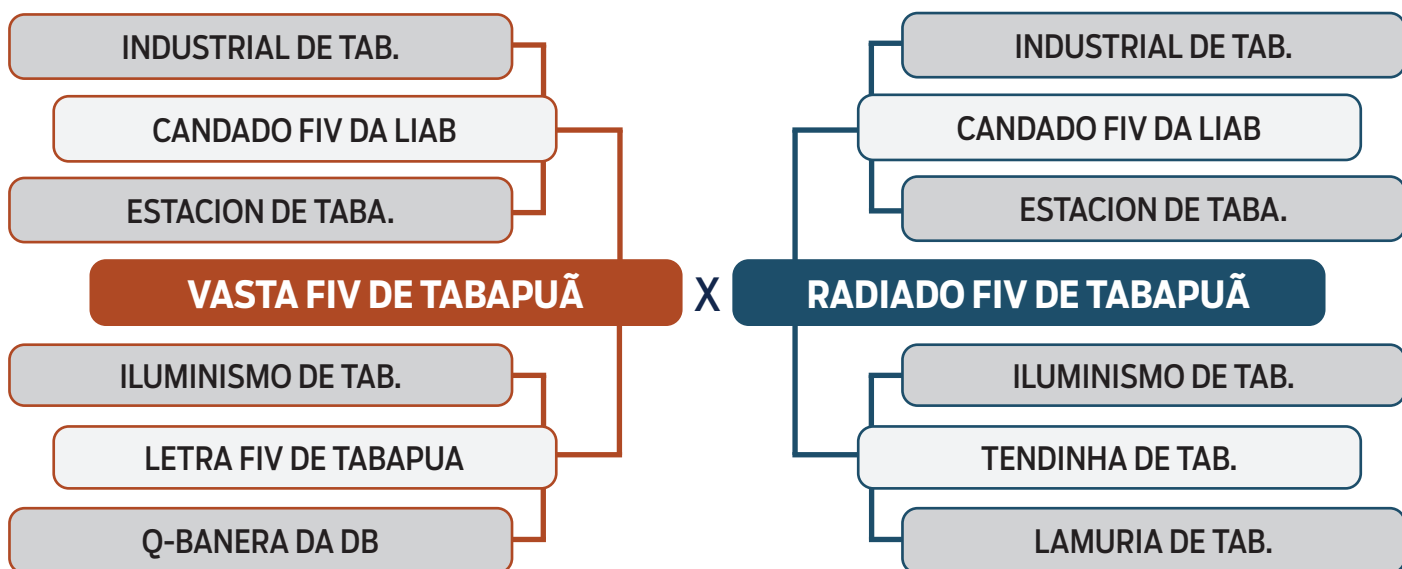 INDUSTRIAL DE TAB.
CANDADO FIV DA LIAB
ESTACION DE TABA.
VASTA FIV DE TABAPUÃ
ILUMINISMO DE TAB.
LETRA FIV DE TABAPUA
Q-BANERA DA DB
X
INDUSTRIAL DE TAB.
CANDADO FIV DA LIAB
ESTACION DE TABA.
RADIADO FIV DE TABAPUÃ
ILUMINISMO DE TAB.
TENDINHA DE TAB.
LAMURIA DE TAB.